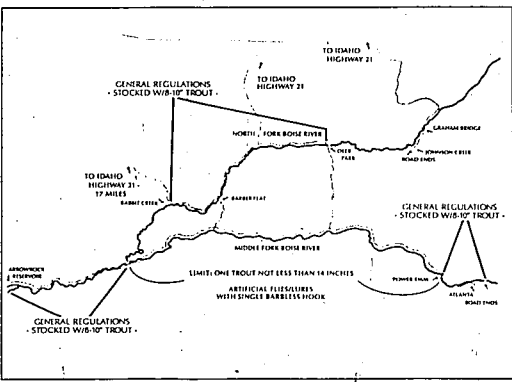 TO IDAHO
HIGHWAY 21
TO IDAHO
HIGHWAY 21
GENERAL REGULATIONS
- STOCKED W/8-10" TROUT -
GRAHAM BRIDGE
NORTH FORK BOISE RIVER
JOHNSON CREEK
DEER
PARK
ROAD ENDS
TO IDAHO
HIGHWAY 21 -
17 MILES
RABBIT CREEK
BARBER FLAT
GENERAL REGULATIONS
- STOCKED W/8-10" TROUT -
MIDDLE FORK BOISE RIVER
ARROWROCK
RESERVOIR
LIMIT: ONE TROUT NOT LESS THAN 14 INCHES
POWER DAM
ARTIFICIAL FLIES/LURES
WITH SINGLE BARBLESS HOOK
ATLANTA
ROAD ENDS
GENERAL REGULATIONS
- STOCKED W/8-10" TROUT -